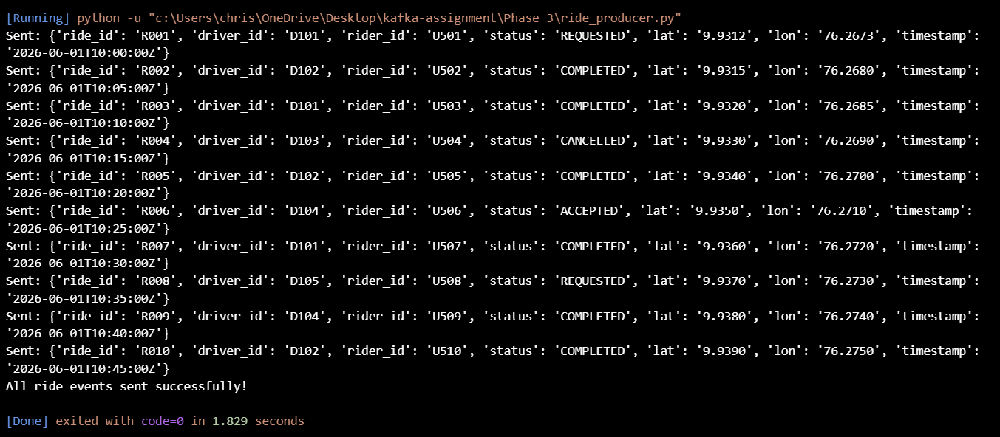 [Running] python -u "c:\Users\chris\OneDrive\Desktop\kafka-assignment\Phase 3\ride_producer.py"
Sent: {'ride_id': 'R001', 'driver_id': 'D101', 'rider_id': 'U501', 'status': 'REQUESTED', 'lat': '9.9312', 'lon': '76.2673', 'timestamp':
'2026-06-01T10:00:00Z'}
Sent: {'ride_id': 'R002', 'driver_id': 'D102', 'rider_id': 'U502', 'status': 'COMPLETED', 'lat': '9.9315', 'lon': '76.2680', 'timestamp':
'2026-06-01T10:05:00Z'}
Sent: {'ride_id': 'R003', 'driver_id': 'D101', 'rider_id': 'U503', 'status': 'COMPLETED', 'lat': '9.9320', 'lon': '76.2685', 'timestamp':
'2026-06-01T10:10:00Z'}
Sent: {'ride_id': 'R004', 'driver_id': 'D103', 'rider_id': 'U504', 'status': 'CANCELLED', 'lat': '9.9330', 'lon': '76.2690', 'timestamp':
'2026-06-01T10:15:00Z'}
Sent: {'ride_id': 'R005', 'driver_id': 'D102', 'rider_id': 'U505', 'status': 'COMPLETED', 'lat': '9.9340', 'lon': '76.2700', 'timestamp':
'2026-06-01T10:20:00Z'}
Sent: {'ride_id': 'R006', 'driver_id': 'D104', 'rider_id': 'U506', 'status': 'ACCEPTED', 'lat': '9.9350', 'lon': '76.2710', 'timestamp':
'2026-06-01T10:25:00Z'}
Sent: {'ride_id': 'R007', 'driver_id': 'D101', 'rider_id': 'U507', 'status': 'COMPLETED', 'lat': '9.9360', 'lon': '76.2720', 'timestamp':
'2026-06-01T10:30:00Z'}
Sent: {'ride_id': 'R008', 'driver_id': 'D105', 'rider_id': 'U508', 'status': 'REQUESTED', 'lat': '9.9370', 'lon': '76.2730', 'timestamp':
'2026-06-01T10:35:00Z'}
Sent: {'ride_id': 'R009', 'driver_id': 'D104', 'rider_id': 'U509', 'status': 'COMPLETED', 'lat': '9.9380', 'lon': '76.2740', 'timestamp':
'2026-06-01T10:40:00Z'}
Sent: {'ride_id': 'R010', 'driver_id': 'D102', 'rider_id': 'U510', 'status': 'COMPLETED', 'lat': '9.9390', 'lon': '76.2750', 'timestamp':
'2026-06-01T10:45:00Z'}
All ride events sent successfully!
[Done] exited with code=0 in 1.829 seconds